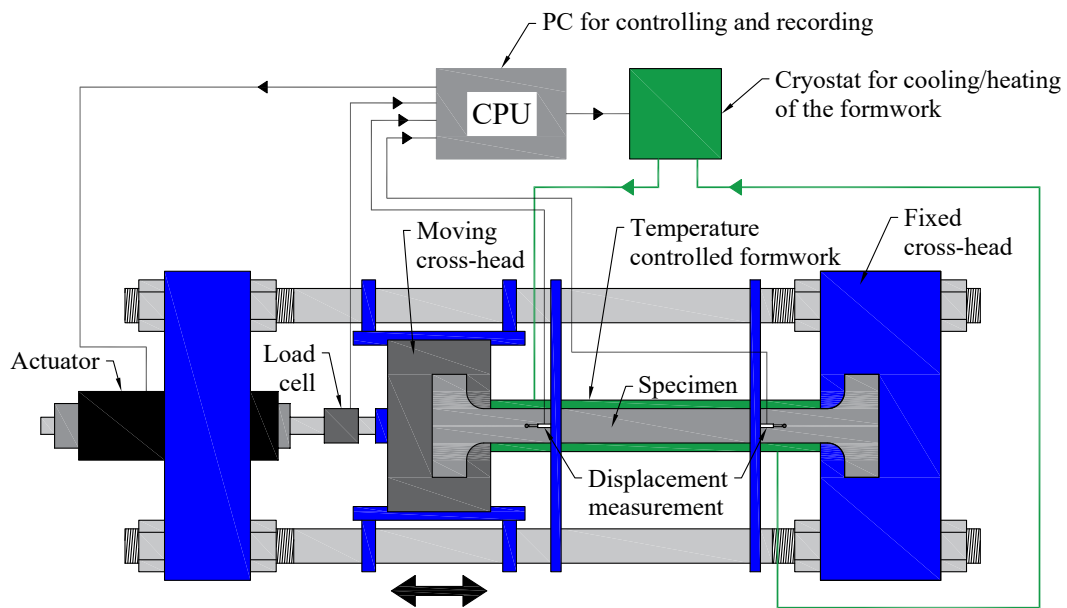 PC for controlling and recording
CPU
Cryostat for cooling/heating
of the formwork
Moving
cross-head
Temperature
controlled formwork
Fixed
cross-head
Actuator
Load
cell
Specimen
Displacement
measurement